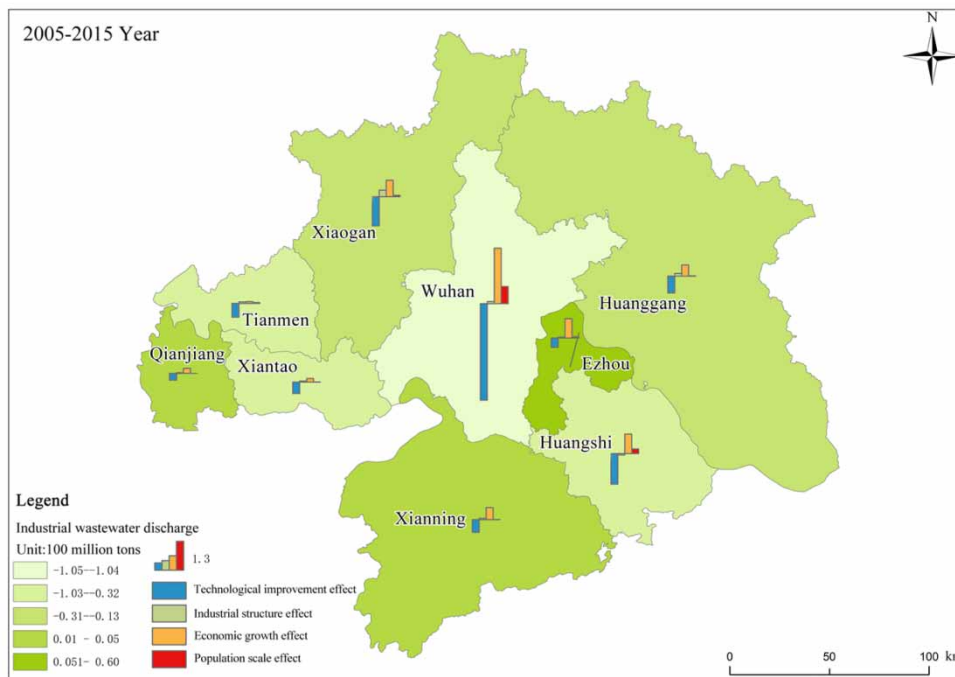 2005-2015 Year
N
Xiaogan
Wuhan
Huanggang
Tianmen
Qianjiang
Xiantao
Ezhou
Huangshi
Xianning
Legend
Industrial wastewater discharge
Unit:100 million tons
1.3
-1.05--1.04
-1.03--0.32
-0.31--0.13
0.01 - 0.05
0.051- 0.60
Technological improvement effect
Industrial structure effect
Economic growth effect
Population scale effect
0 50 100 km